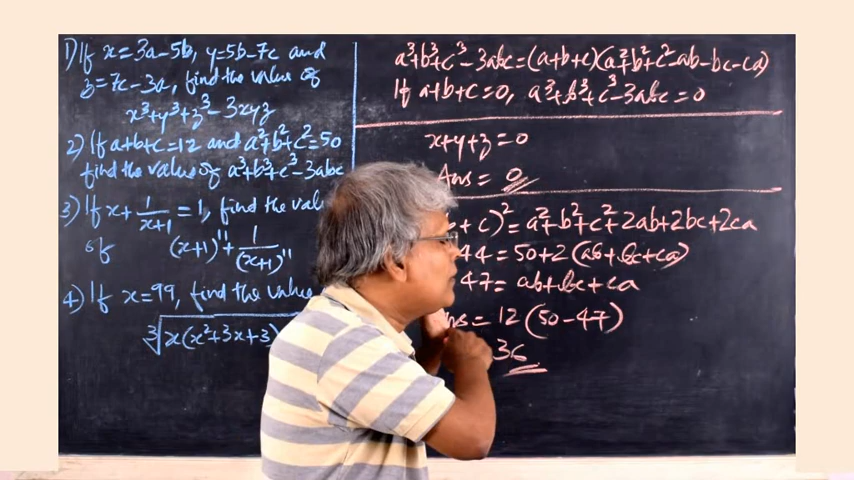 1) If x = 3a - 5b, y = 5b - 7c and
z = 7c - 3a, find the value of
x³ + y³ + z³ - 3xyz
2) If a+b+c = 12 and a²+b²+c² = 50
find the value of a³+b³+c³ - 3abc
3) If x + 1/(x+1) = 1, find the
of (x+1)¹¹ + 1/(x+1)¹¹
4) If x = 99, find the value
∛x(x²+3x+3)
a³+b³+c³ - 3abc = (a+b+c)(a²+b²+c² - ab - bc - ca)
If a+b+c = 0, a³+b³+c³ - 3abc = 0
x+y+z = 0
Ans = 0
+ c)² = a²+b²+c²+2ab+2bc+2ca
44 = 50+2(ab+bc+ca)
47 = ab+bc+ca
= 12(50-47)
36